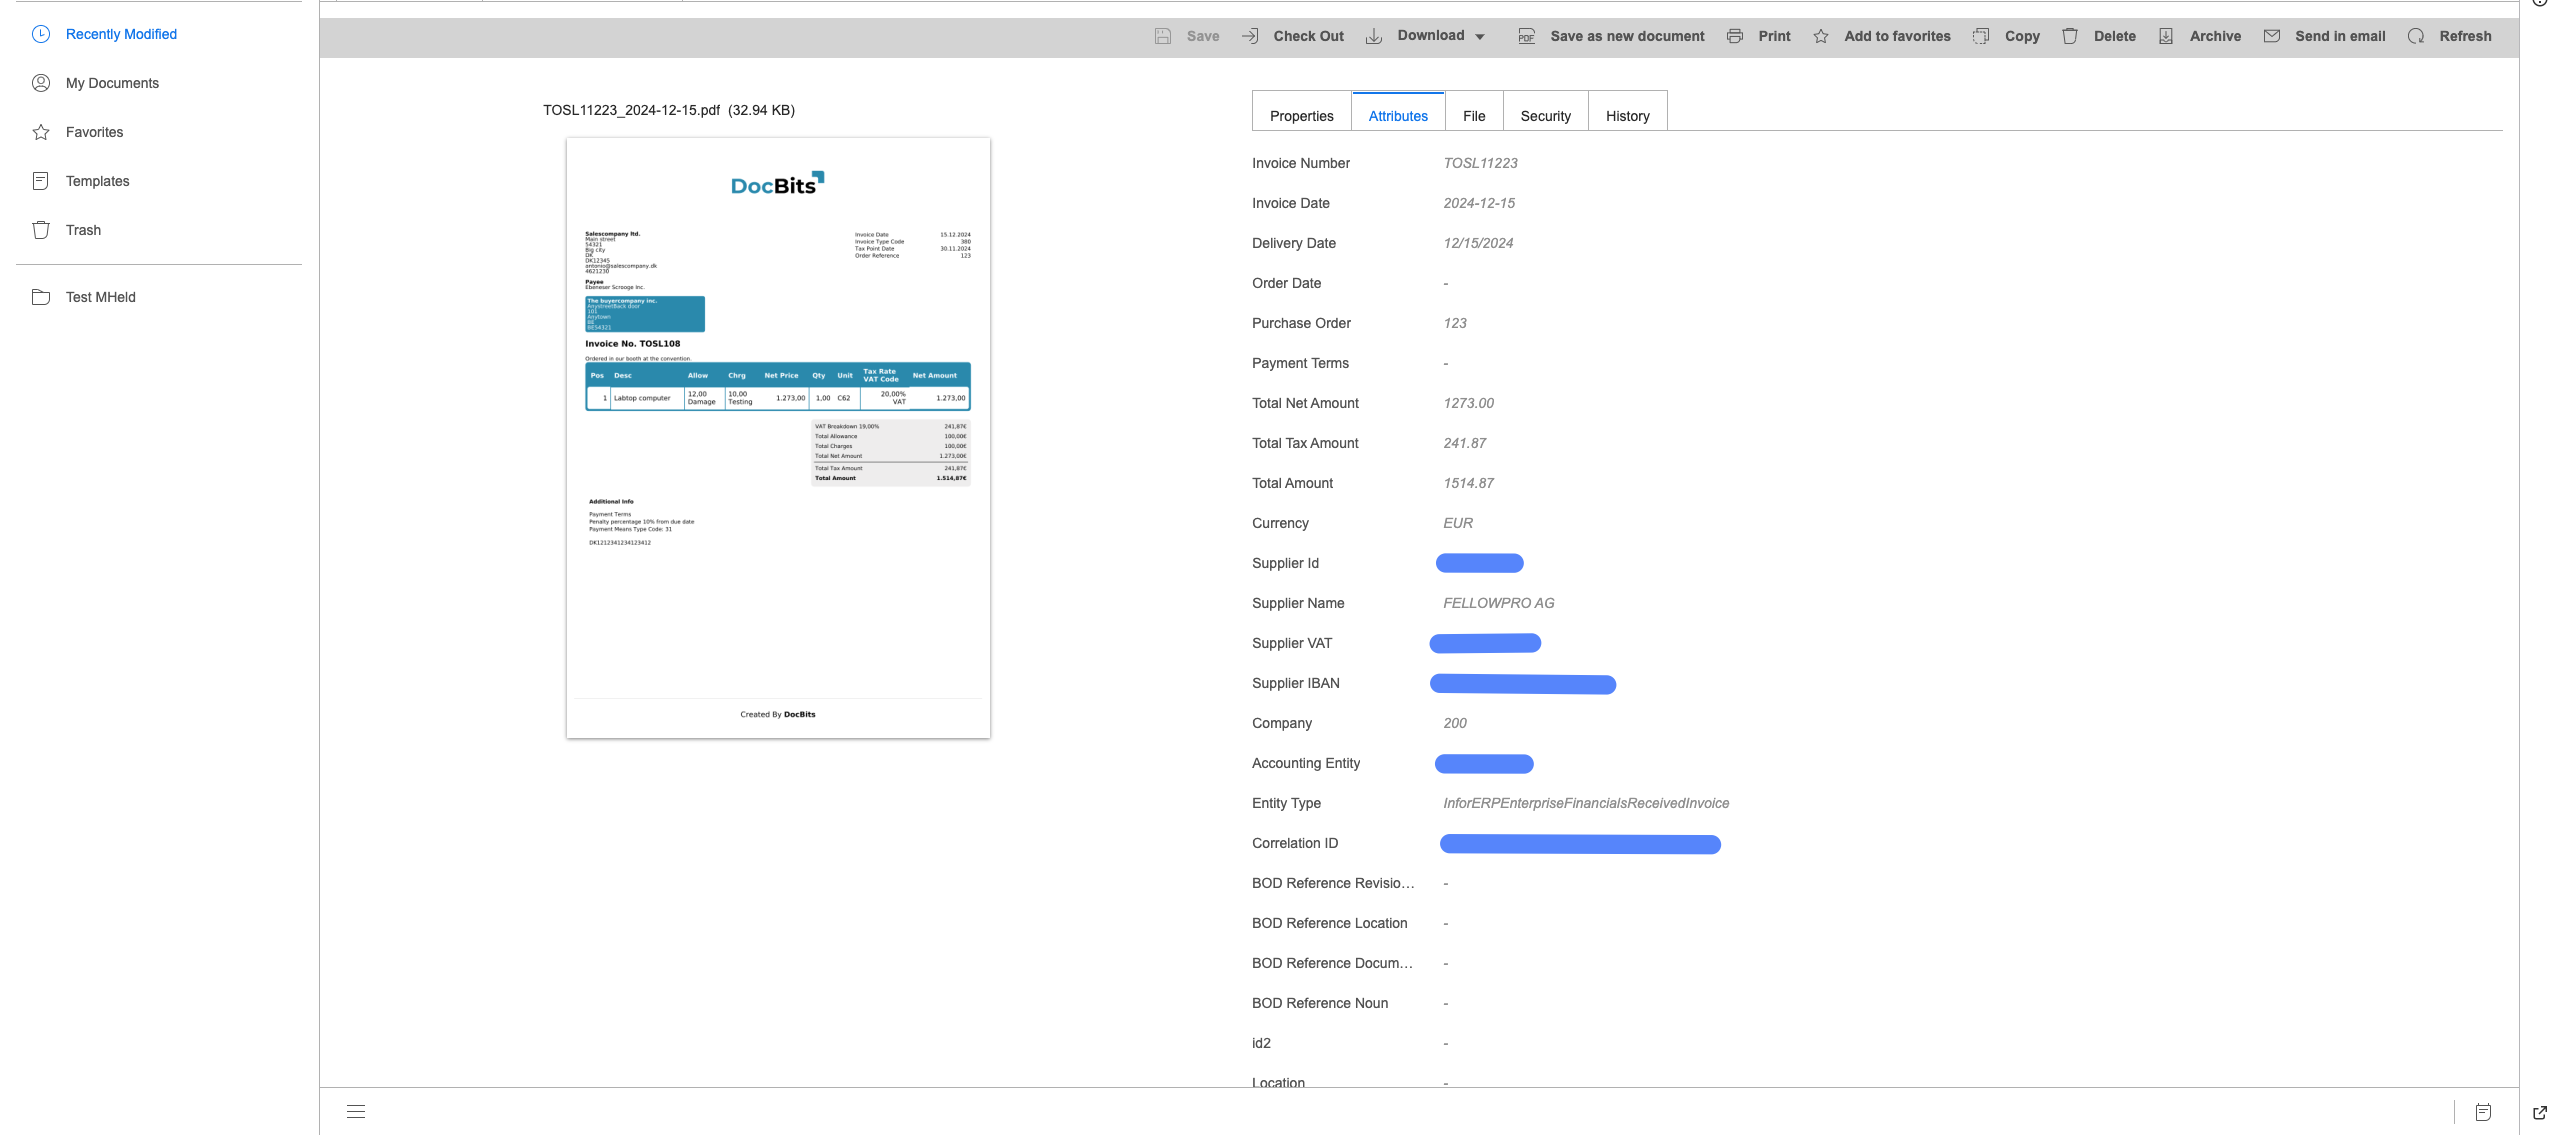 Recently Modified
My Documents
Favorites
Templates
Trash
Test MHeld
Save
Check Out
Download
PDF
Save as new document
Print
Add to favorites
Copy
Delete
Archive
Send in email
Refresh
TOSL11223_2024-12-15.pdf (32.94 KB)
DocBits
Salescompany ltd.
Main street
54321
Big city
DK
DK12345
antonio@salescompany.dk
4621230
Invoice Date 15.12.2024
Invoice Type Code 380
Tax Point Date 30.11.2024
Order Reference 123
Payee
Ebeneser Scrooge Inc.
The buyercompany inc.
AnystreetBack door
101
Anytown
BE
BE54321
Invoice No. TOSL108
Ordered in our booth at the convention.
Pos Desc Allow Chrg Net Price Qty Unit Tax Rate VAT Code Net Amount
1 Labtop computer 12,00 Damage 10,00 Testing 1.273,00 1,00 C62 20,00% VAT 1.273,00
VAT Breakdown 19,00% 241,87€
Total Allowance 100,00€
Total Charges 100,00€
Total Net Amount 1.273,00€
Total Tax Amount 241,87€
Total Amount 1.514,87€
Additional Info
Payment Terms
Penalty percentage 10% from due date
Payment Means Type Code: 31
DK1212341234123412
Created By DocBits
Properties
Attributes
File
Security
History
Invoice Number TOSL11223
Invoice Date 2024-12-15
Delivery Date 12/15/2024
Order Date -
Purchase Order 123
Payment Terms -
Total Net Amount 1273.00
Total Tax Amount 241.87
Total Amount 1514.87
Currency EUR
Supplier Id
Supplier Name FELLOWPRO AG
Supplier VAT
Supplier IBAN
Company 200
Accounting Entity
Entity Type InforERPEnterpriseFinancialsReceivedInvoice
Correlation ID
BOD Reference Revisio... -
BOD Reference Location -
BOD Reference Docum... -
BOD Reference Noun -
id2 -
Location -